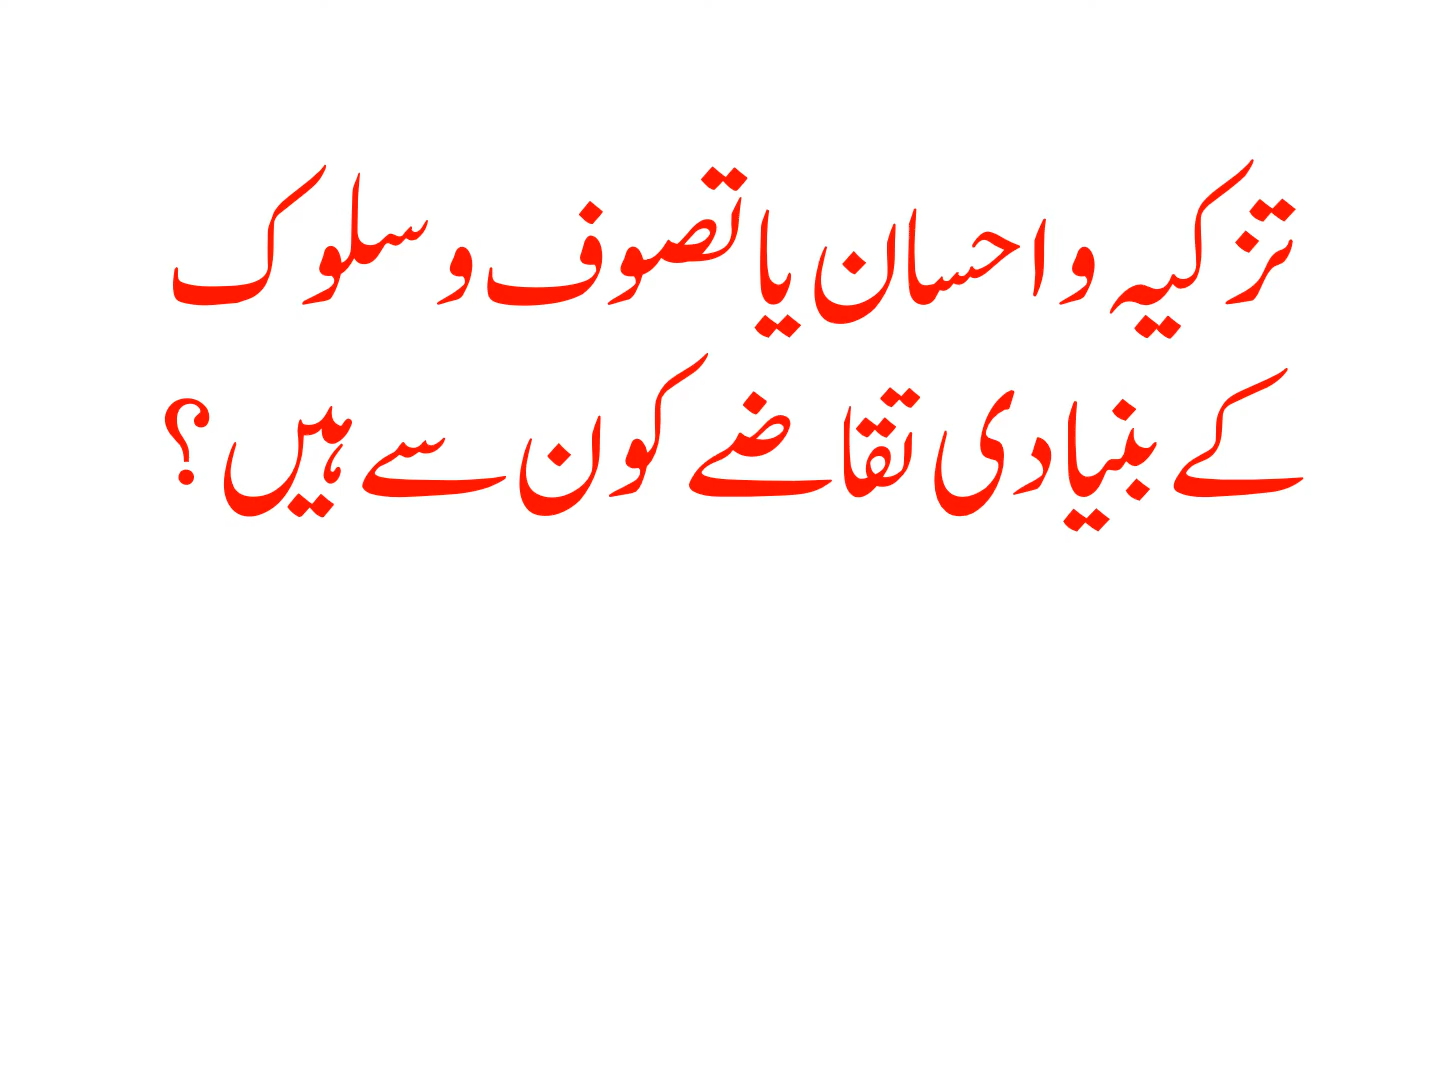 تزکیہ و احسان یا تصوف و سلوک
کے بنیادی تقاضے کون سے ہیں؟